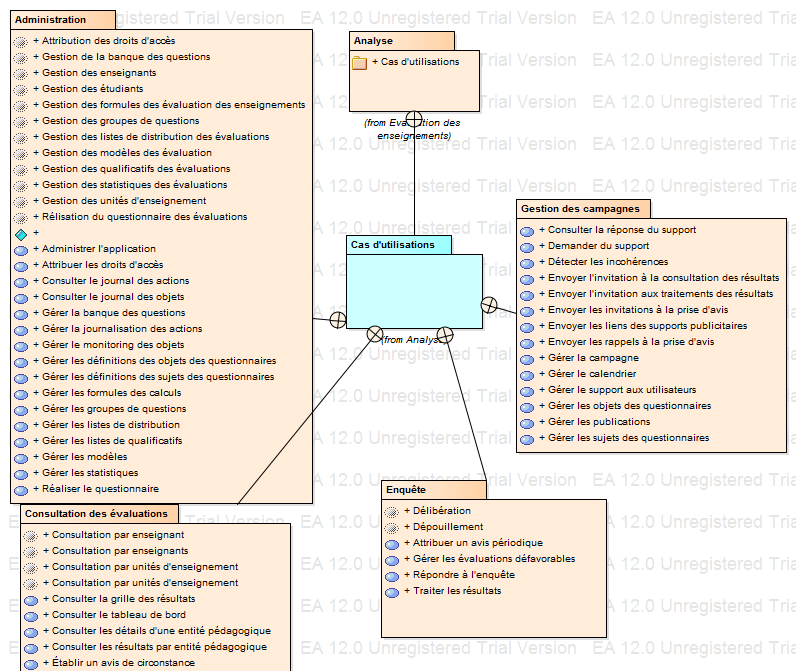 EA 12.0 Unregistered Trial Version
Administration
+ Attribution des droits d'accès
+ Gestion de la banque des questions
+ Gestion des enseignants
+ Gestion des étudiants
+ Gestion des formules des évaluation des enseignements
+ Gestion des groupes de questions
+ Gestion des listes de distribution des évaluations
+ Gestion des modèles des évaluation
+ Gestion des qualificatifs des évaluations
+ Gestion des statistiques des évaluations
+ Gestion des unités d'enseignement
+ Rélisation du questionnaire des évaluations
+
+ Administrer l'application
+ Attribuer les droits d'accès
+ Consulter le journal des actions
+ Consulter le journal des objets
+ Gérer la banque des questions
+ Gérer la journalisation des actions
+ Gérer le monitoring des objets
+ Gérer les définitions des objets des questionnaires
+ Gérer les définitions des sujets des questionnaires
+ Gérer les formules des calculs
+ Gérer les groupes de questions
+ Gérer les listes de distribution
+ Gérer les listes de qualificatifs
+ Gérer les modèles
+ Gérer les statistiques
+ Réaliser le questionnaire
Analyse
+ Cas d'utilisations
(from Evaluation des
enseignements)
Cas d'utilisations
(from Analyse)
Gestion des campagnes
+ Consulter la réponse du support
+ Demander du support
+ Détecter les incohérences
+ Envoyer l'invitation à la consultation des résultats
+ Envoyer l'invitation aux traitements des résultats
+ Envoyer les invitations à la prise d'avis
+ Envoyer les liens des supports publicitaires
+ Envoyer les rappels à la prise d'avis
+ Gérer la campagne
+ Gérer le calendrier
+ Gérer le support aux utilisateurs
+ Gérer les objets des questionnaires
+ Gérer les publications
+ Gérer les sujets des questionnaires
Enquête
+ Délibération
+ Dépouillement
+ Attribuer un avis périodique
+ Gérer les évaluations défavorables
+ Répondre à l'enquête
+ Traiter les résultats
Consultation des évaluations
+ Consultation par enseignant
+ Consultation par enseignants
+ Consultation par unités d'enseignement
+ Consultation par unités d'enseignement
+ Consulter la grille des résultats
+ Consulter le tableau de bord
+ Consulter les détails d'une entité pédagogique
+ Consulter les résultats par entité pédagogique
+ Établir un avis de circonstance